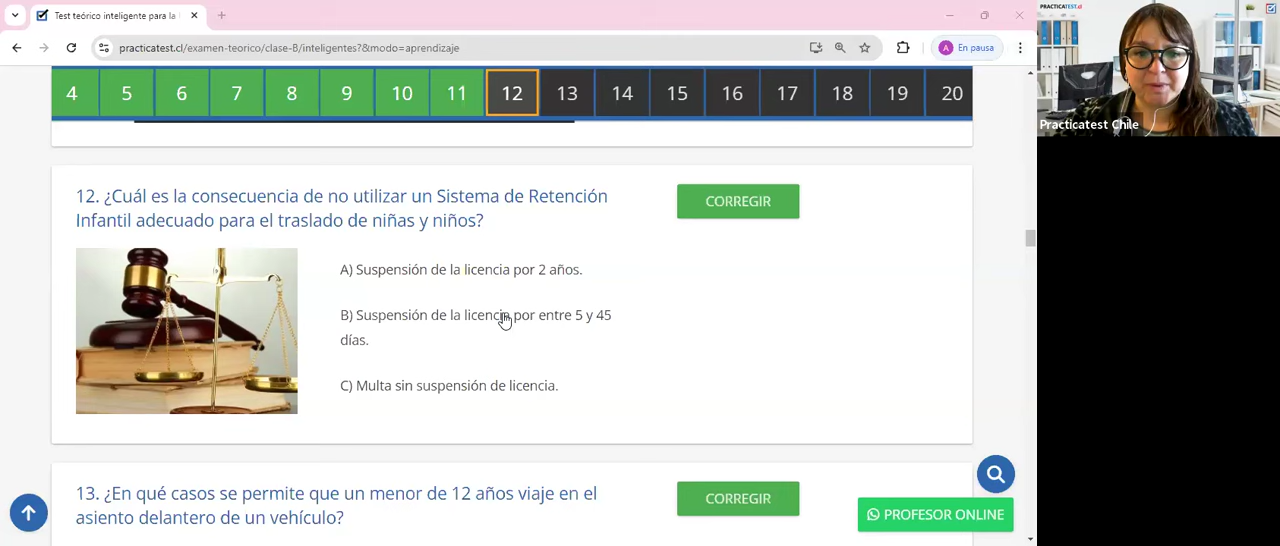 Test teórico inteligente para la
practicatest.cl/examen-teorico/clase-B/inteligentes?&modo=aprendizaje
A
En pausa
PRACTICATEST.cl
Practicatest Chile
4 5 6 7 8 9 10 11 12 13 14 15 16 17 18 19 20
12. ¿Cuál es la consecuencia de no utilizar un Sistema de Retención
Infantil adecuado para el traslado de niñas y niños?
CORREGIR
A) Suspensión de la licencia por 2 años.
B) Suspensión de la licencia por entre 5 y 45
días.
C) Multa sin suspensión de licencia.
13. ¿En qué casos se permite que un menor de 12 años viaje en el
asiento delantero de un vehículo?
CORREGIR
PROFESOR ONLINE